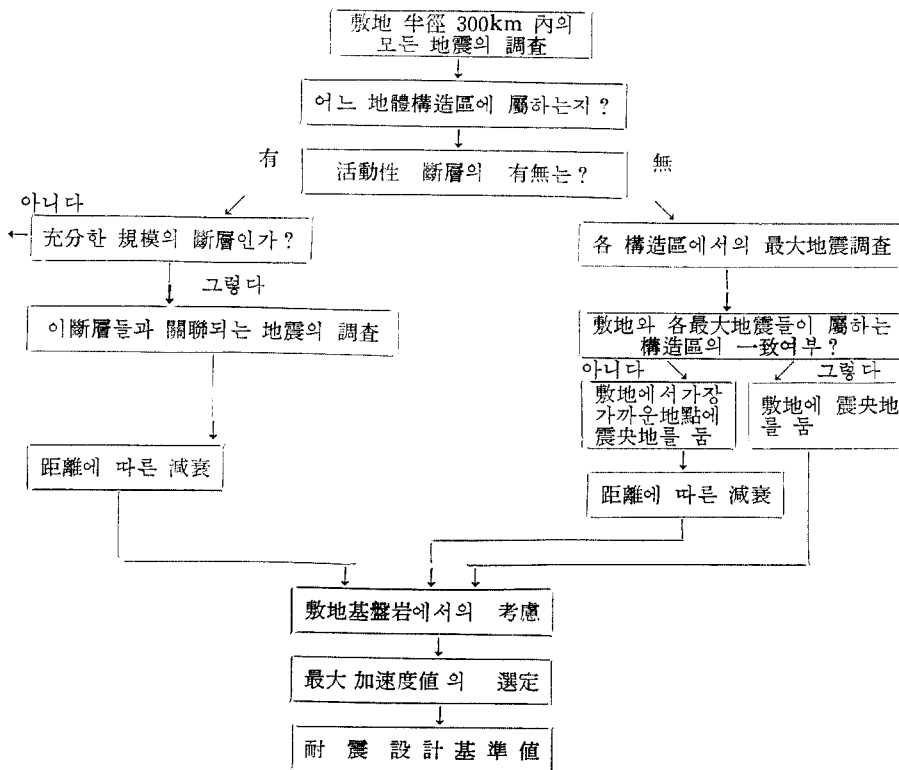 敷地 半徑 300km 內의
모든 地震의 調査
어느 地體構造區에 屬하는지?
有
活動性 斷層의 有無는?
無
아니다
充分한 規模의 斷層인가?
各 構造區에서의 最大地震調査
그렇다
이斷層들과 關聯되는 地震의 調査
敷地와 各最大地震들이 屬하는
構造區의 一致여부?
아니다
그렇다
敷地에서가장
가까운地點에
震央地를 둠
敷地에 震央地
를 둠
距離에 따른 減衰
距離에 따른 減衰
敷地基盤岩에서의 考慮
最大 加速度値의 選定
耐 震 設 計 基 準 値